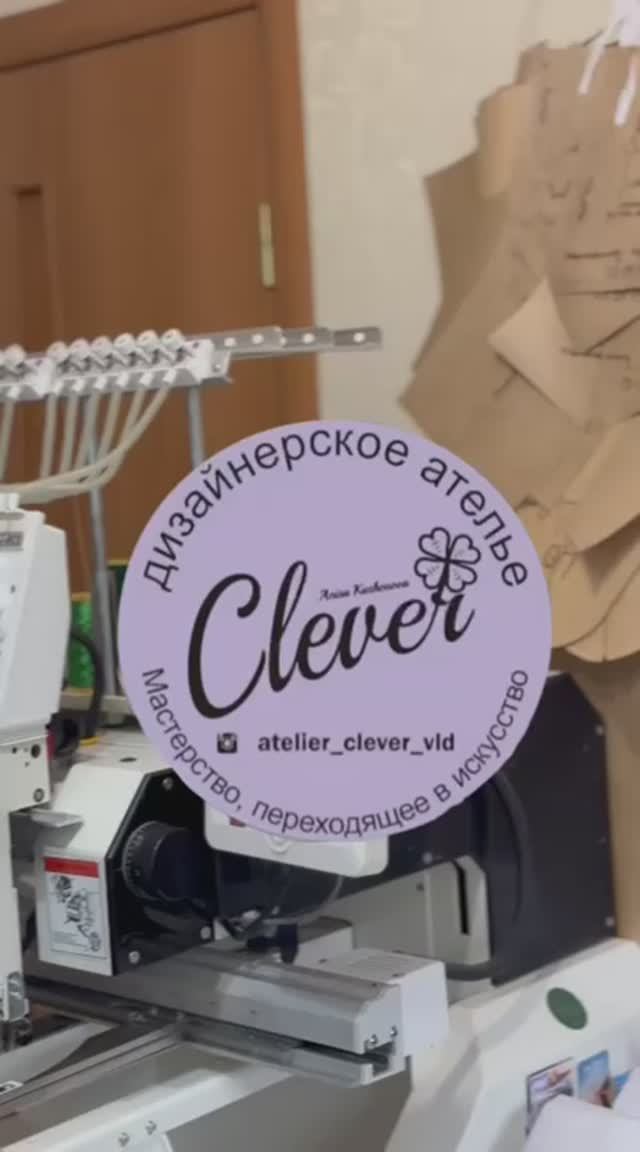 дизайнерское ателье
Clever
atelier_clever_vld
Мастерство, переходящее в искусство